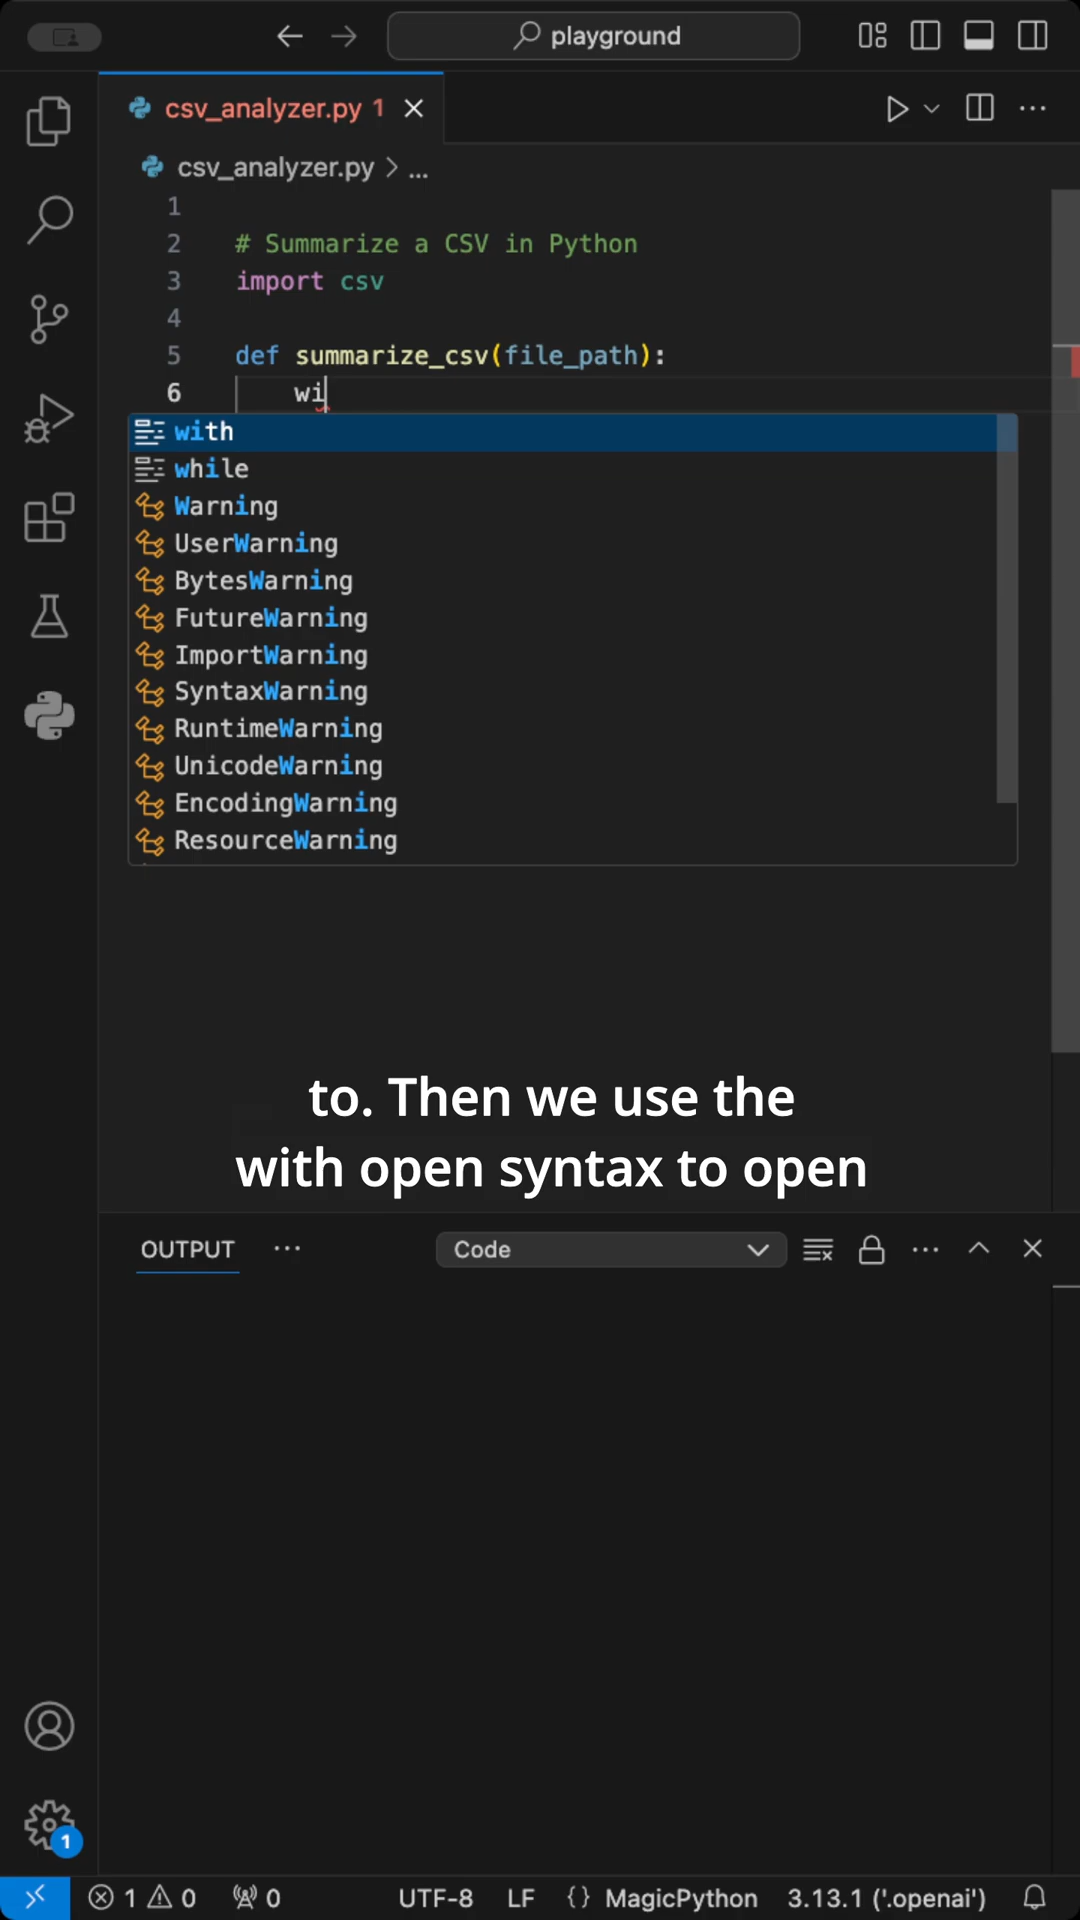 playground
csv_analyzer.py 1
csv_analyzer.py > ...
1
2 # Summarize a CSV in Python
3 import csv
4
5 def summarize_csv(file_path):
6 wi
with
while
Warning
UserWarning
BytesWarning
FutureWarning
ImportWarning
SyntaxWarning
RuntimeWarning
UnicodeWarning
EncodingWarning
ResourceWarning
to. Then we use the
with open syntax to open
OUTPUT ... Code
1
1 0 0 UTF-8 LF {} MagicPython 3.13.1 ('.openai')